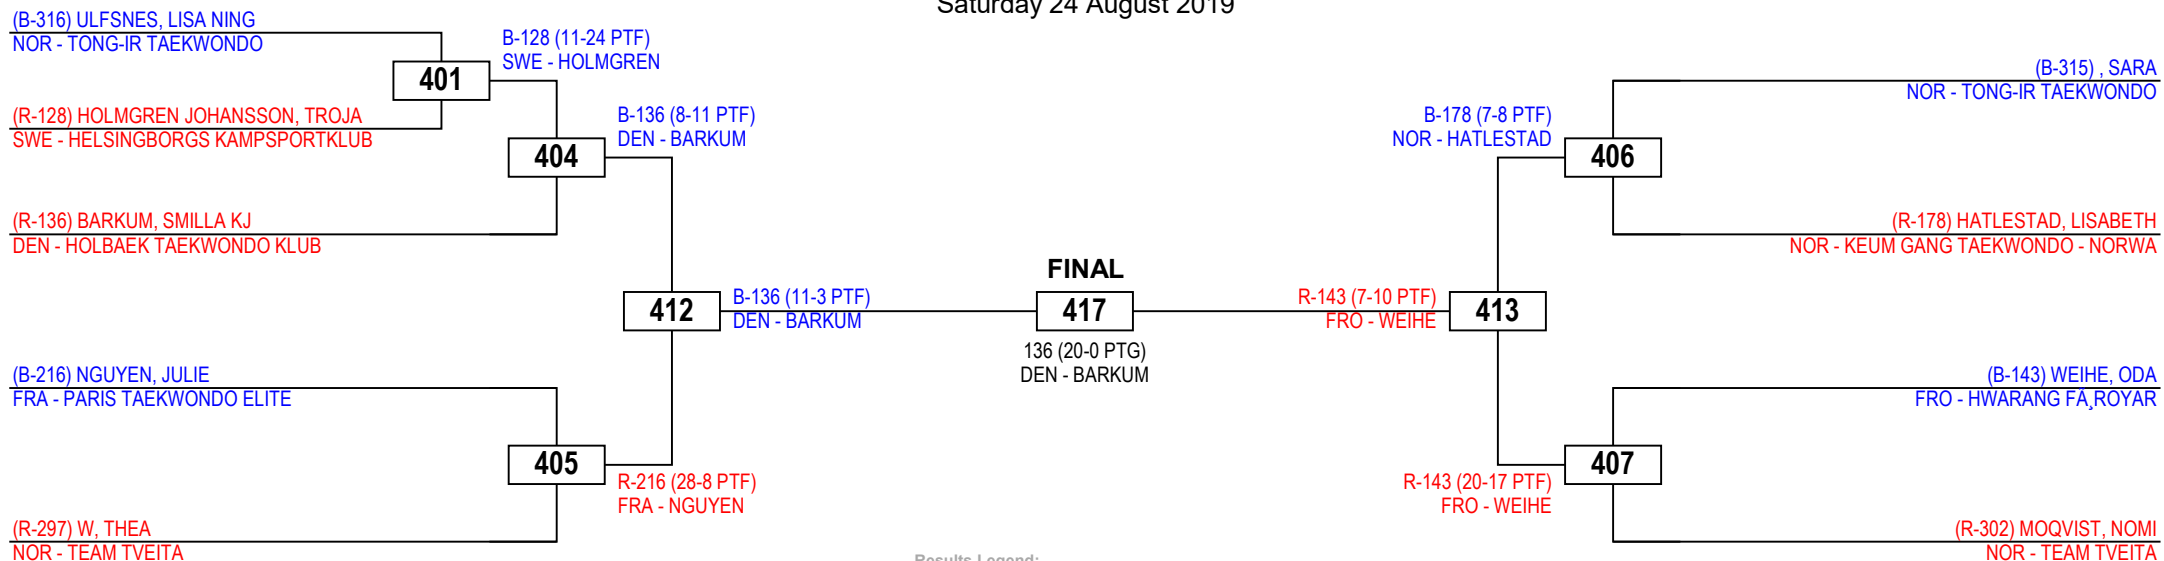 Saturday 24 August 2019
(B-316) ULFSNES, LISA NING
NOR - TONG-IR TAEKWONDO
401
(R-128) HOLMGREN JOHANSSON, TROJA
SWE - HELSINGBORGS KAMPSPORTKLUB
B-128 (11-24 PTF)
SWE - HOLMGREN
404
(R-136) BARKUM, SMILLA KJ
DEN - HOLBAEK TAEKWONDO KLUB
B-136 (8-11 PTF)
DEN - BARKUM
412
(B-216) NGUYEN, JULIE
FRA - PARIS TAEKWONDO ELITE
405
(R-297) W, THEA
NOR - TEAM TVEITA
R-216 (28-8 PTF)
FRA - NGUYEN
B-136 (11-3 PTF)
DEN - BARKUM
FINAL
417
136 (20-0 PTG)
DEN - BARKUM
R-143 (7-10 PTF)
FRO - WEIHE
413
B-178 (7-8 PTF)
NOR - HATLESTAD
406
(B-315) , SARA
NOR - TONG-IR TAEKWONDO
(R-178) HATLESTAD, LISABETH
NOR - KEUM GANG TAEKWONDO - NORWA
(B-143) WEIHE, ODA
FRO - HWARANG FÃ¸ROYAR
407
R-143 (20-17 PTF)
FRO - WEIHE
(R-302) MOQVIST, NOMI
NOR - TEAM TVEITA
Results Legend: